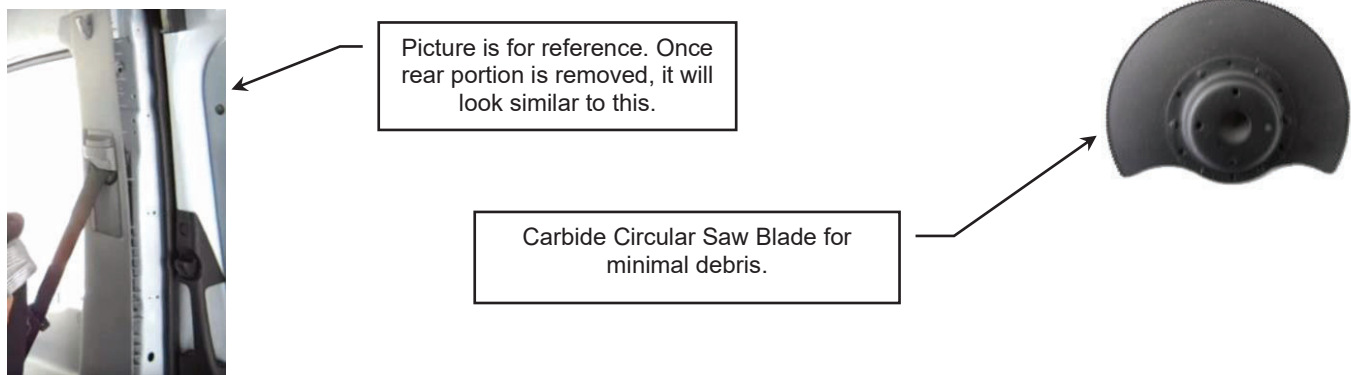 Picture is for reference. Once
rear portion is removed, it will
look similar to this.
Carbide Circular Saw Blade for
minimal debris.